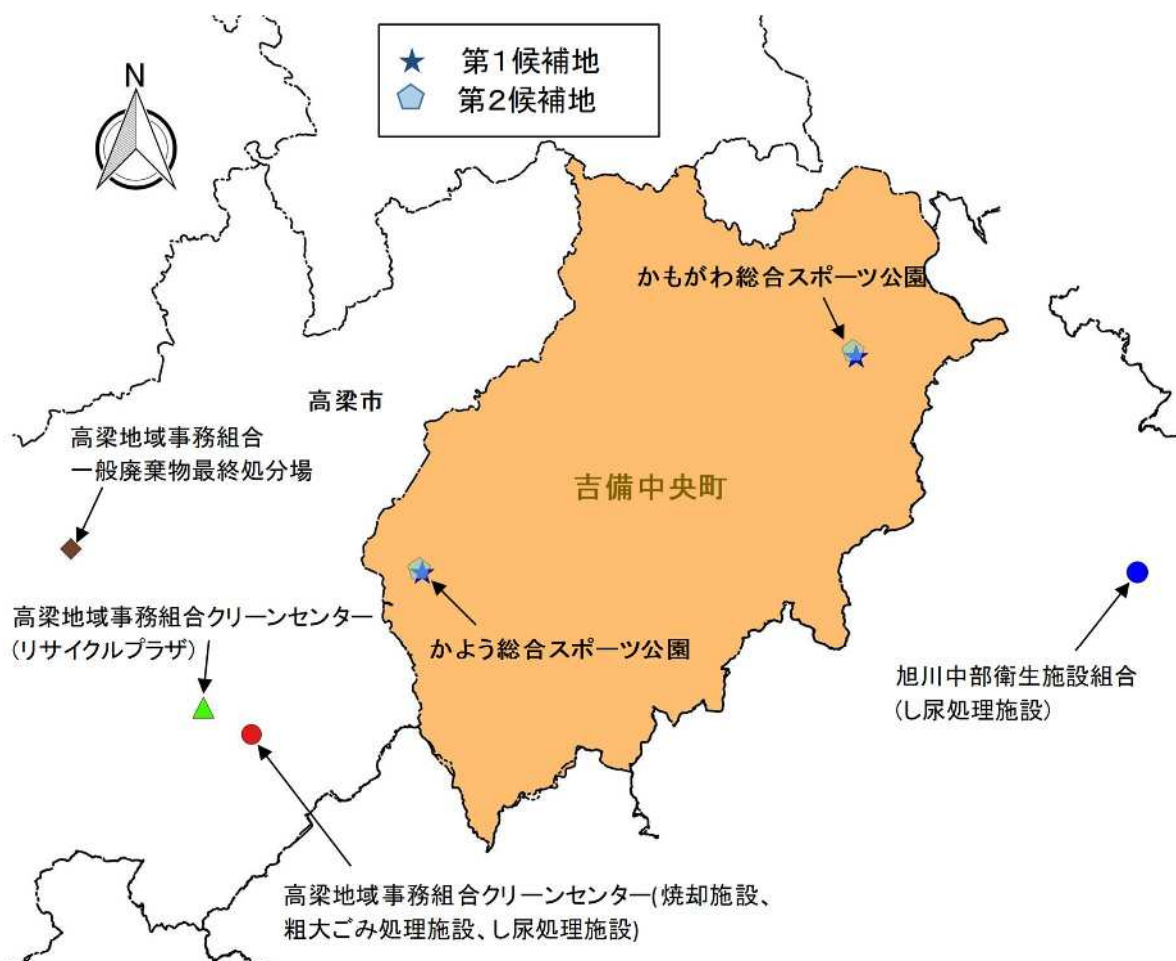 N
第1候補地
第2候補地
かもがわ総合スポーツ公園
高梁市
高梁地域事務組合
一般廃棄物最終処分場
吉備中央町
高梁地域事務組合クリーンセンター
(リサイクルプラザ)
かよう総合スポーツ公園
旭川中部衛生施設組合
(し尿処理施設)
高梁地域事務組合クリーンセンター(焼却施設、
粗大ごみ処理施設、し尿処理施設)